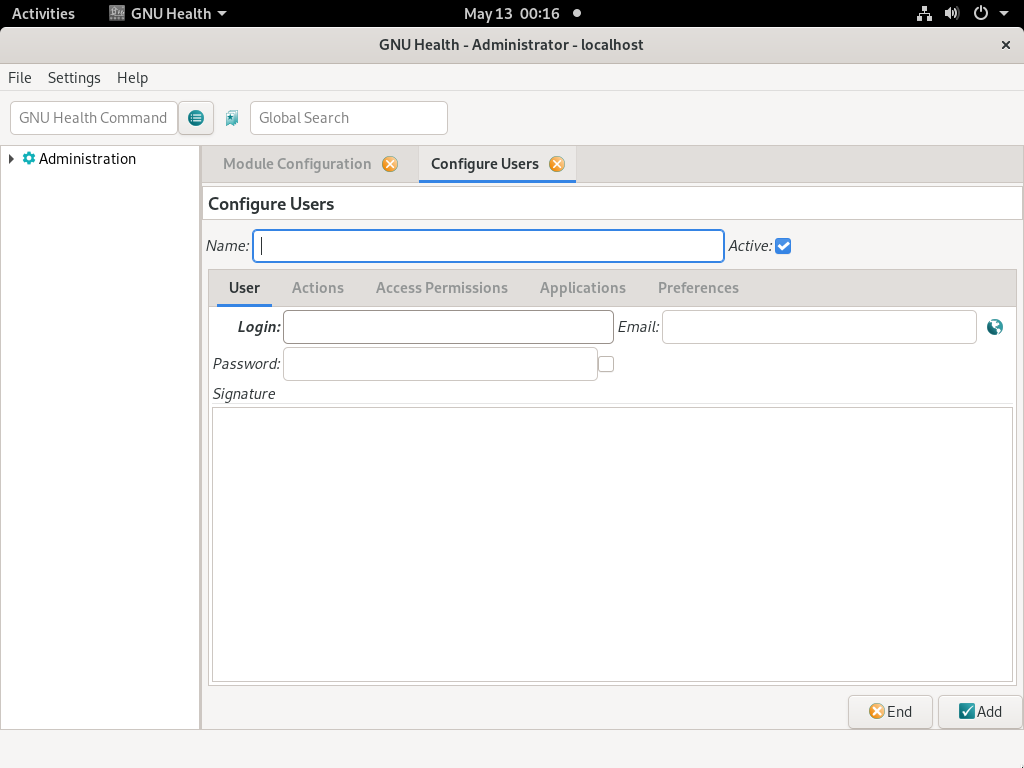 Activities GNU Health May 13 00:16
GNU Health - Administrator - localhost
File Settings Help
GNU Health Command Global Search
Administration
Module Configuration Configure Users
Configure Users
Name: Active:
User Actions Access Permissions Applications Preferences
Login: Email:
Password:
Signature
End Add